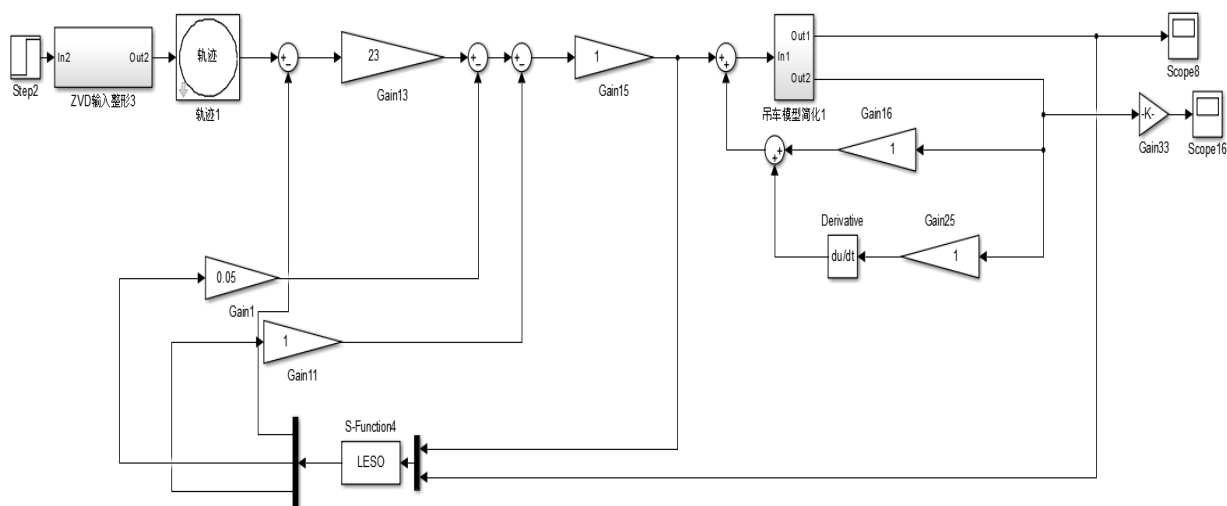 Step2
In2
Out2
ZVD输入整形3
轨迹
轨迹1
+
−
23
Gain13
+
−
+
−
1
Gain15
+
+
In1
Out1
Out2
吊车模型简化1
Scope8
-K-
Gain33
Scope16
Gain16
1
+
+
Derivative
du/dt
Gain25
1
0.05
Gain1
1
Gain11
S-Function4
LESO